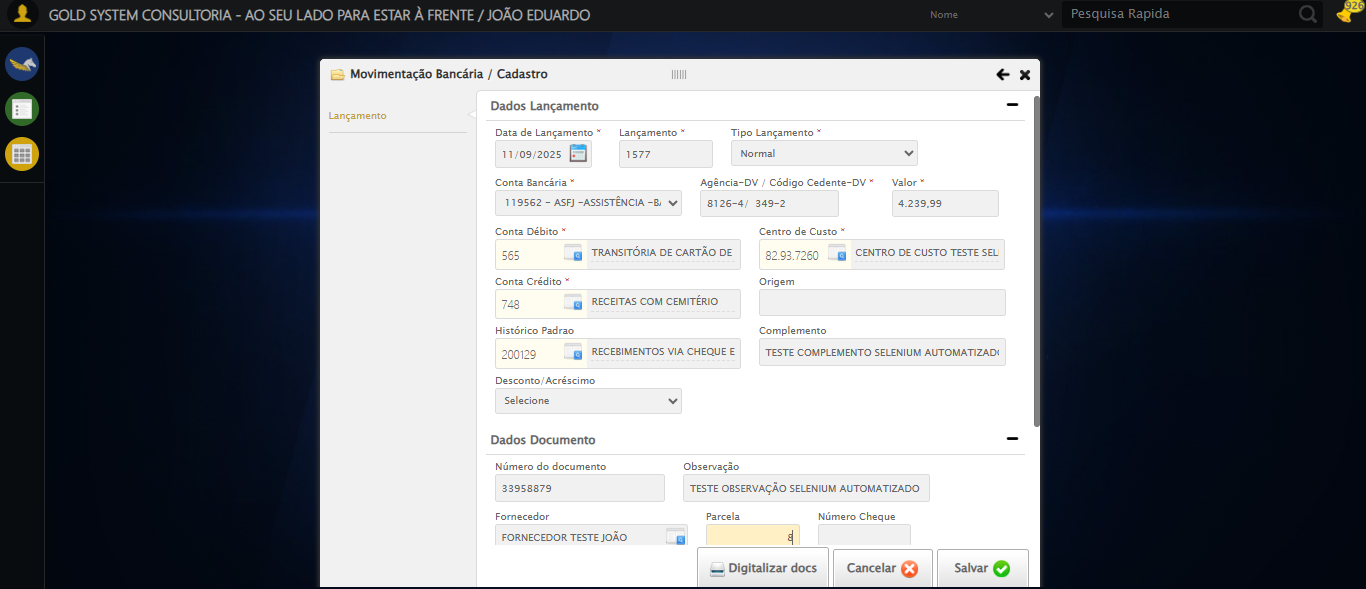 GOLD SYSTEM CONSULTORIA - AO SEU LADO PARA ESTAR À FRENTE / JOÃO EDUARDO
Nome
Pesquisa Rapida
926
Movimentação Bancária / Cadastro
Lançamento
Dados Lançamento
Data de Lançamento * Lançamento * Tipo Lançamento *
11/09/2025 1577 Normal
Conta Bancária * Agência-DV / Código Cedente-DV * Valor *
119562 - ASFJ -ASSISTÊNCIA -BA 8126-4/ 349-2 4.239,99
Conta Débito * Centro de Custo *
565 TRANSITÓRIA DE CARTÃO DE 82.93.7260 CENTRO DE CUSTO TESTE SEL
Conta Crédito * Origem
748 RECEITAS COM CEMITÉRIO
Histórico Padrao Complemento
200129 RECEBIMENTOS VIA CHEQUE E TESTE COMPLEMENTO SELENIUM AUTOMATIZADO
Desconto/Acréscimo
Selecione
Dados Documento
Número do documento Observação
33958879 TESTE OBSERVAÇÃO SELENIUM AUTOMATIZADO
Fornecedor Parcela Número Cheque
FORNECEDOR TESTE JOÃO 8
Digitalizar docs Cancelar Salvar